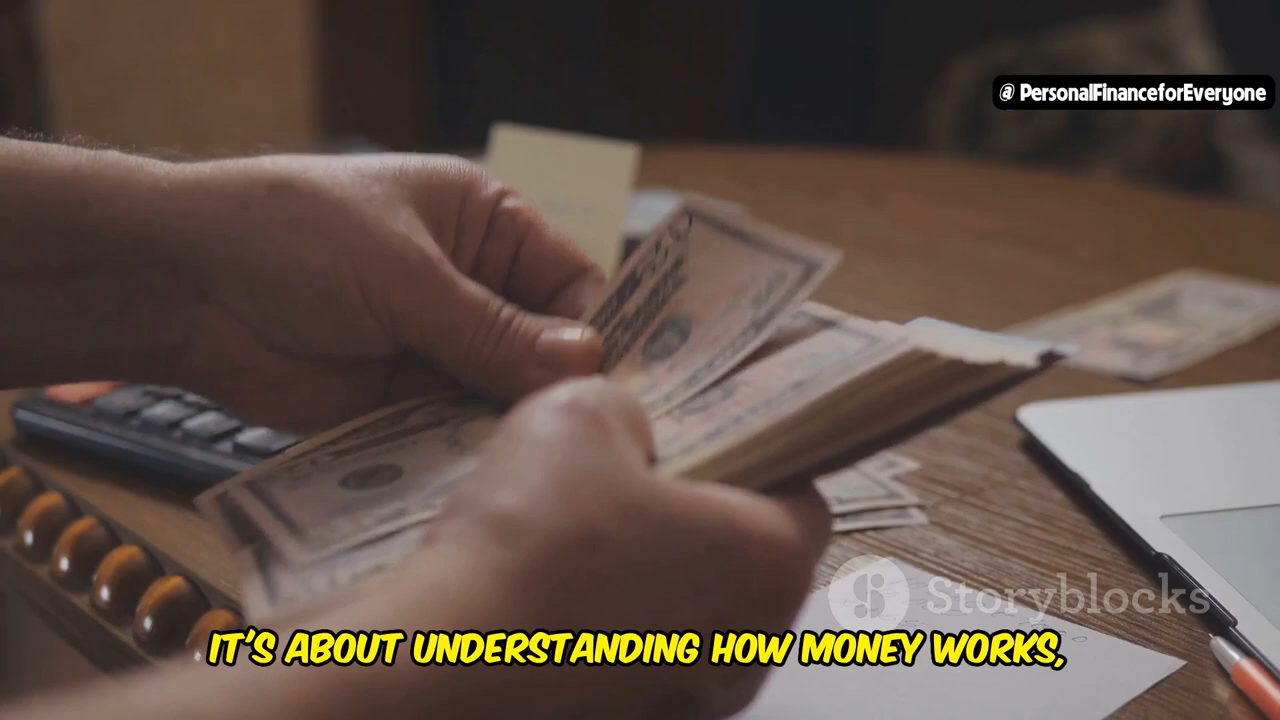 @ PersonalFinanceforEveryone
Storyblocks
IT'S ABOUT UNDERSTANDING HOW MONEY WORKS,